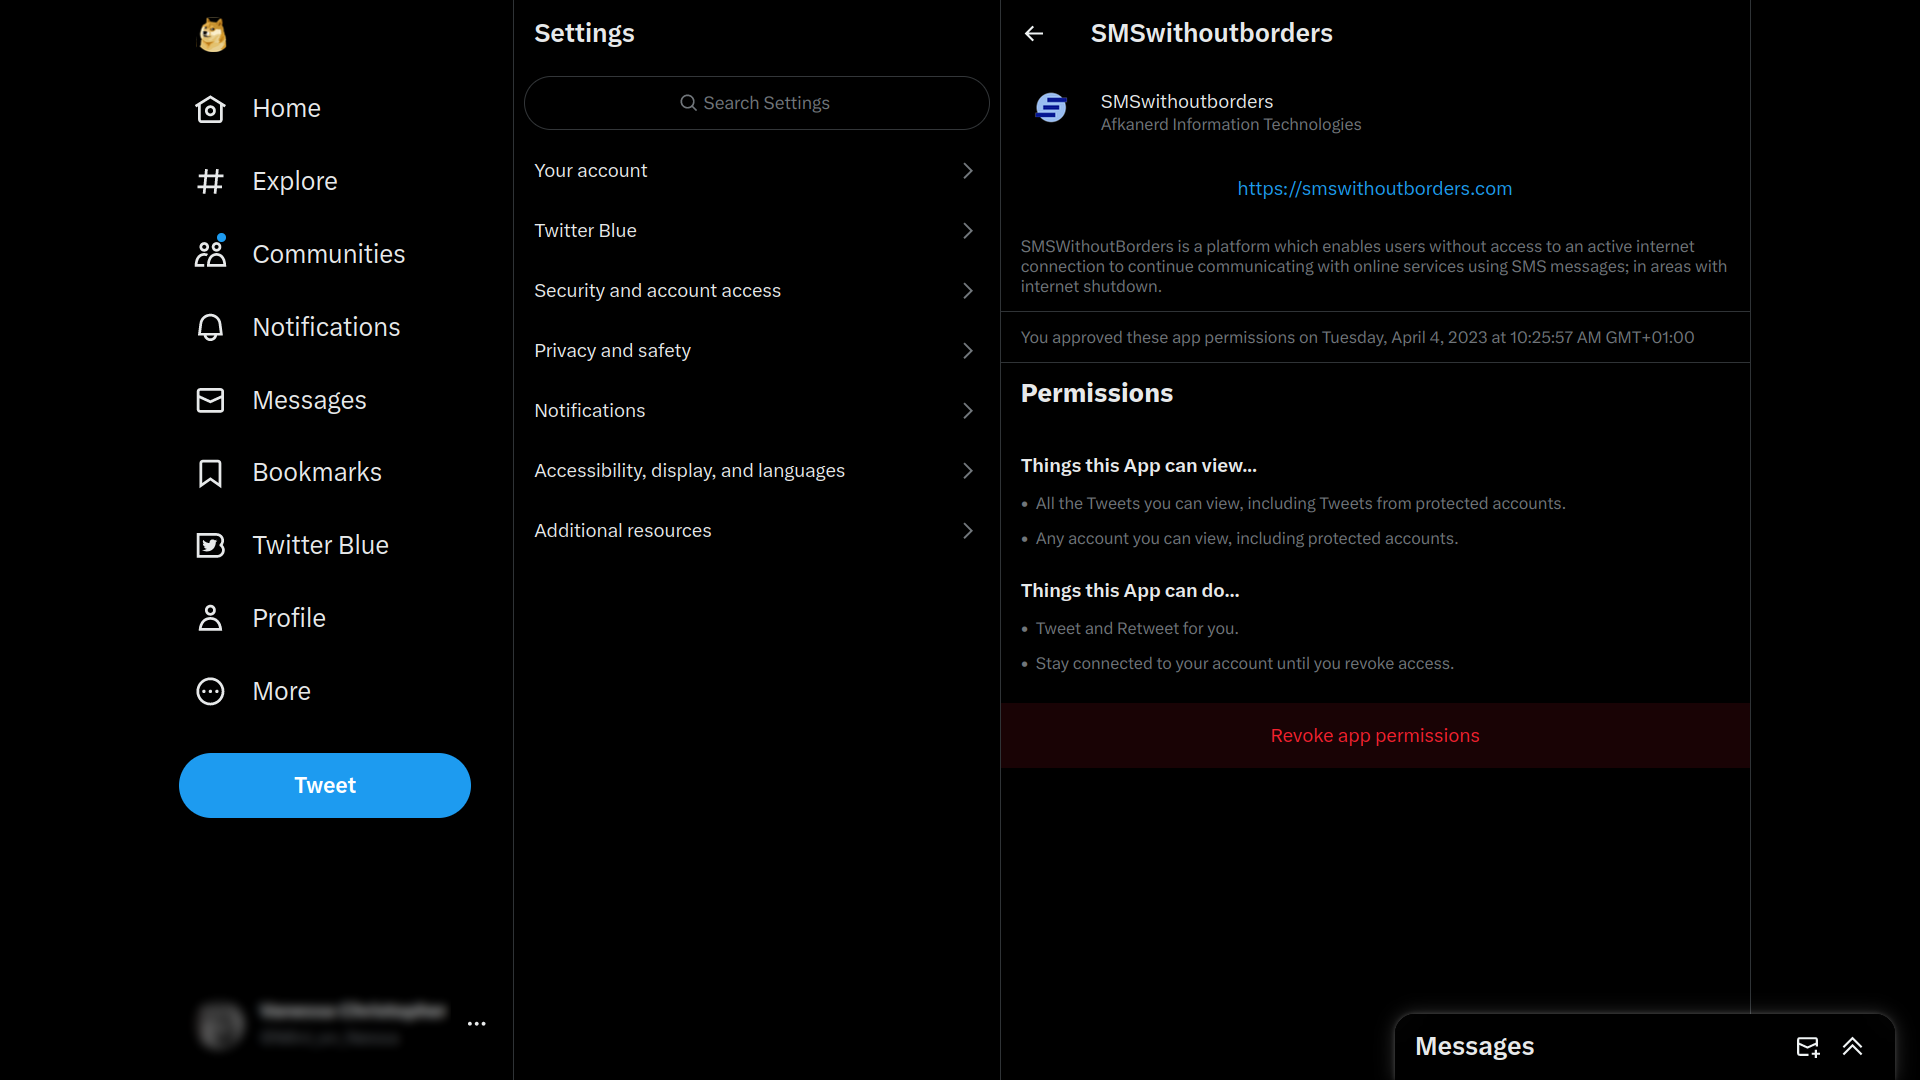 Home
Explore
Communities
Notifications
Messages
Bookmarks
Twitter Blue
Profile
More
Tweet
Settings
Search Settings
Your account
Twitter Blue
Security and account access
Privacy and safety
Notifications
Accessibility, display, and languages
Additional resources
SMSwithoutborders
SMSwithoutborders
Afkanerd Information Technologies
https://smswithoutborders.com
SMSWithoutBorders is a platform which enables users without access to an active internet
connection to continue communicating with online services using SMS messages; in areas with
internet shutdown.
You approved these app permissions on Tuesday, April 4, 2023 at 10:25:57 AM GMT+01:00
Permissions
Things this App can view...
• All the Tweets you can view, including Tweets from protected accounts.
• Any account you can view, including protected accounts.
Things this App can do...
• Tweet and Retweet for you.
• Stay connected to your account until you revoke access.
Revoke app permissions
Messages